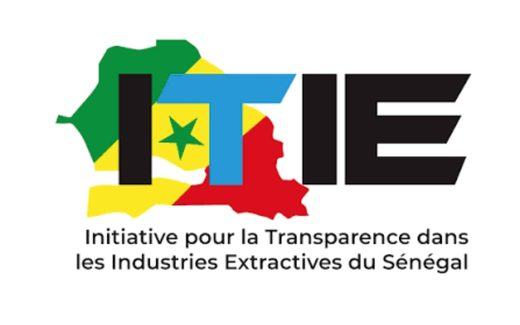 ITIE
Initiative pour la Transparence dans
les Industries Extractives du Sénégal